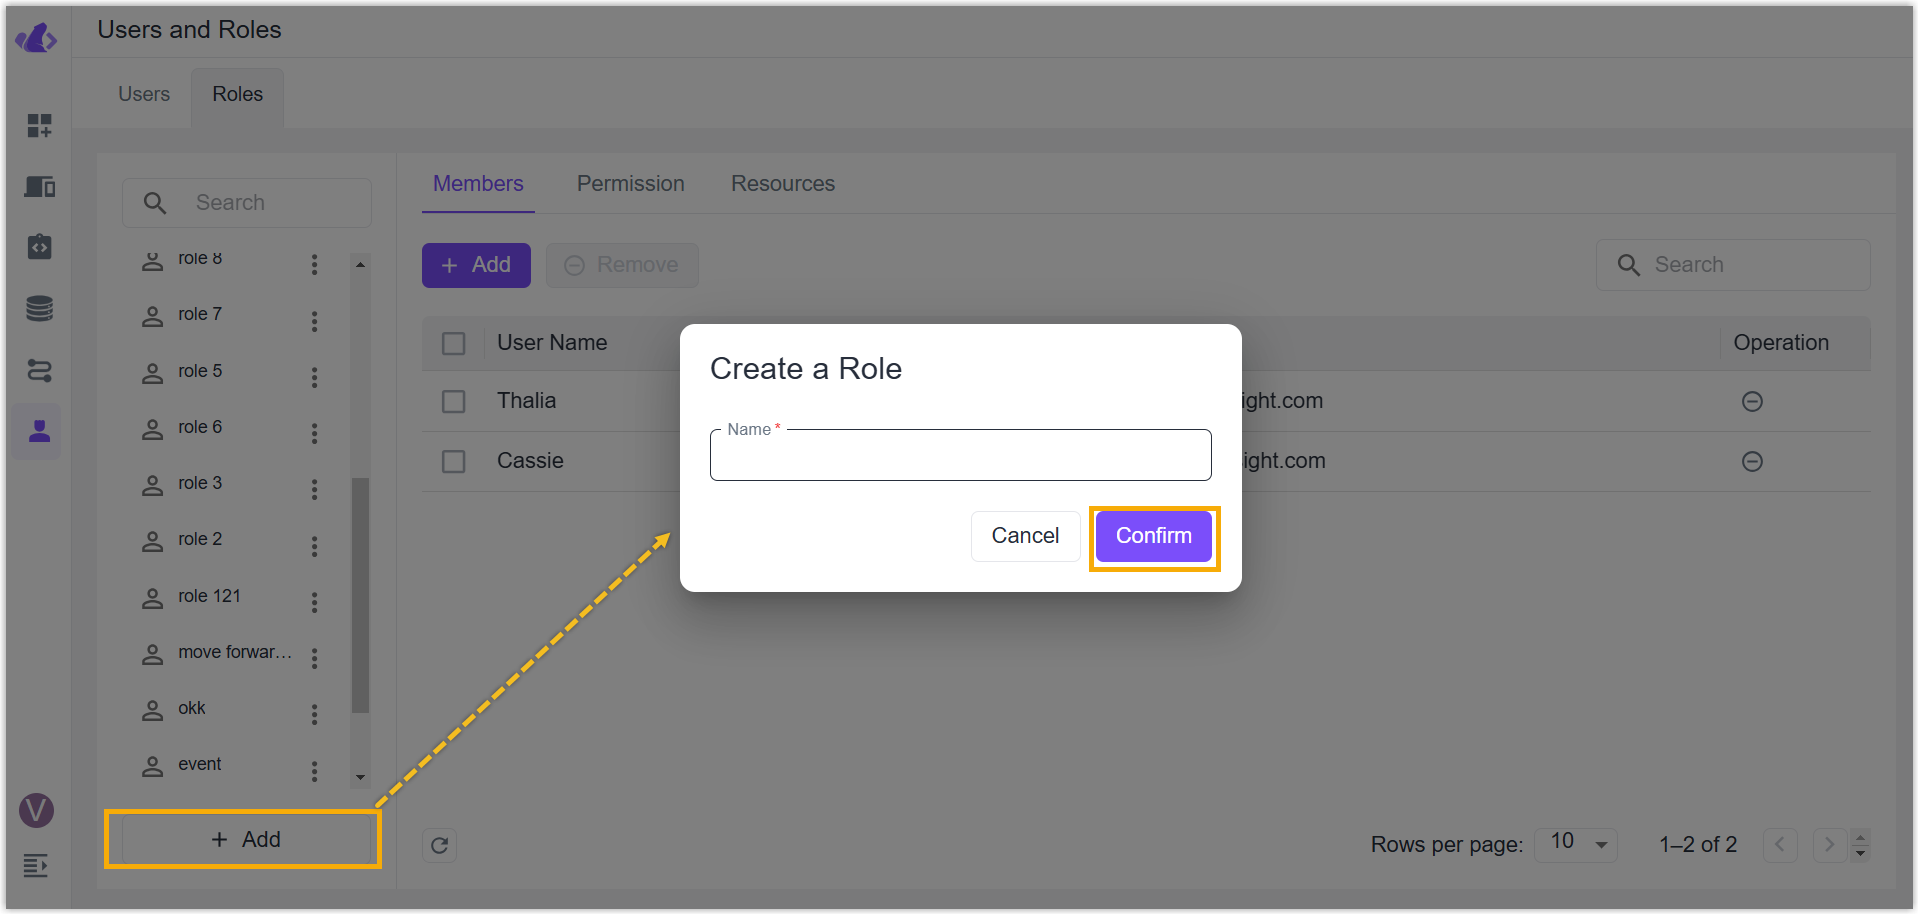 Users and Roles
Users
Roles
Search
role 8
role 7
role 5
role 6
role 3
role 2
role 121
move forwar...
okk
event
+ Add
V
Members
Permission
Resources
+ Add
Remove
Search
User Name
Operation
Thalia
ight.com
Cassie
ight.com
Create a Role
Name *
Cancel
Confirm
Rows per page:
10
1–2 of 2